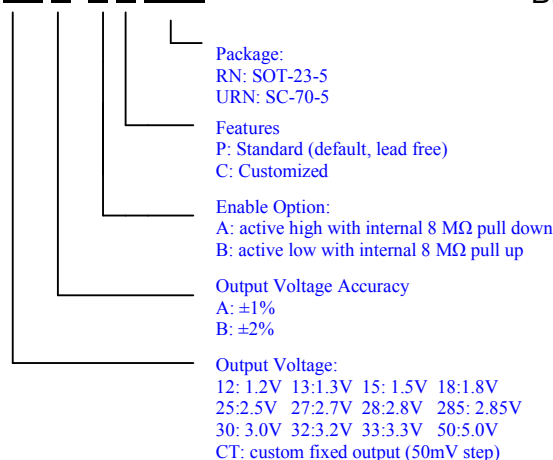 Package:
RN: SOT-23-5
URN: SC-70-5
Features
P: Standard (default, lead free)
C: Customized
Enable Option:
A: active high with internal 8 MΩ pull down
B: active low with internal 8 MΩ pull up
Output Voltage Accuracy
A: ±1%
B: ±2%
Output Voltage:
12: 1.2V 13:1.3V 15: 1.5V 18:1.8V
25:2.5V 27:2.7V 28:2.8V 285: 2.85V
30: 3.0V 32:3.2V 33:3.3V 50:5.0V
CT: custom fixed output (50mV step)